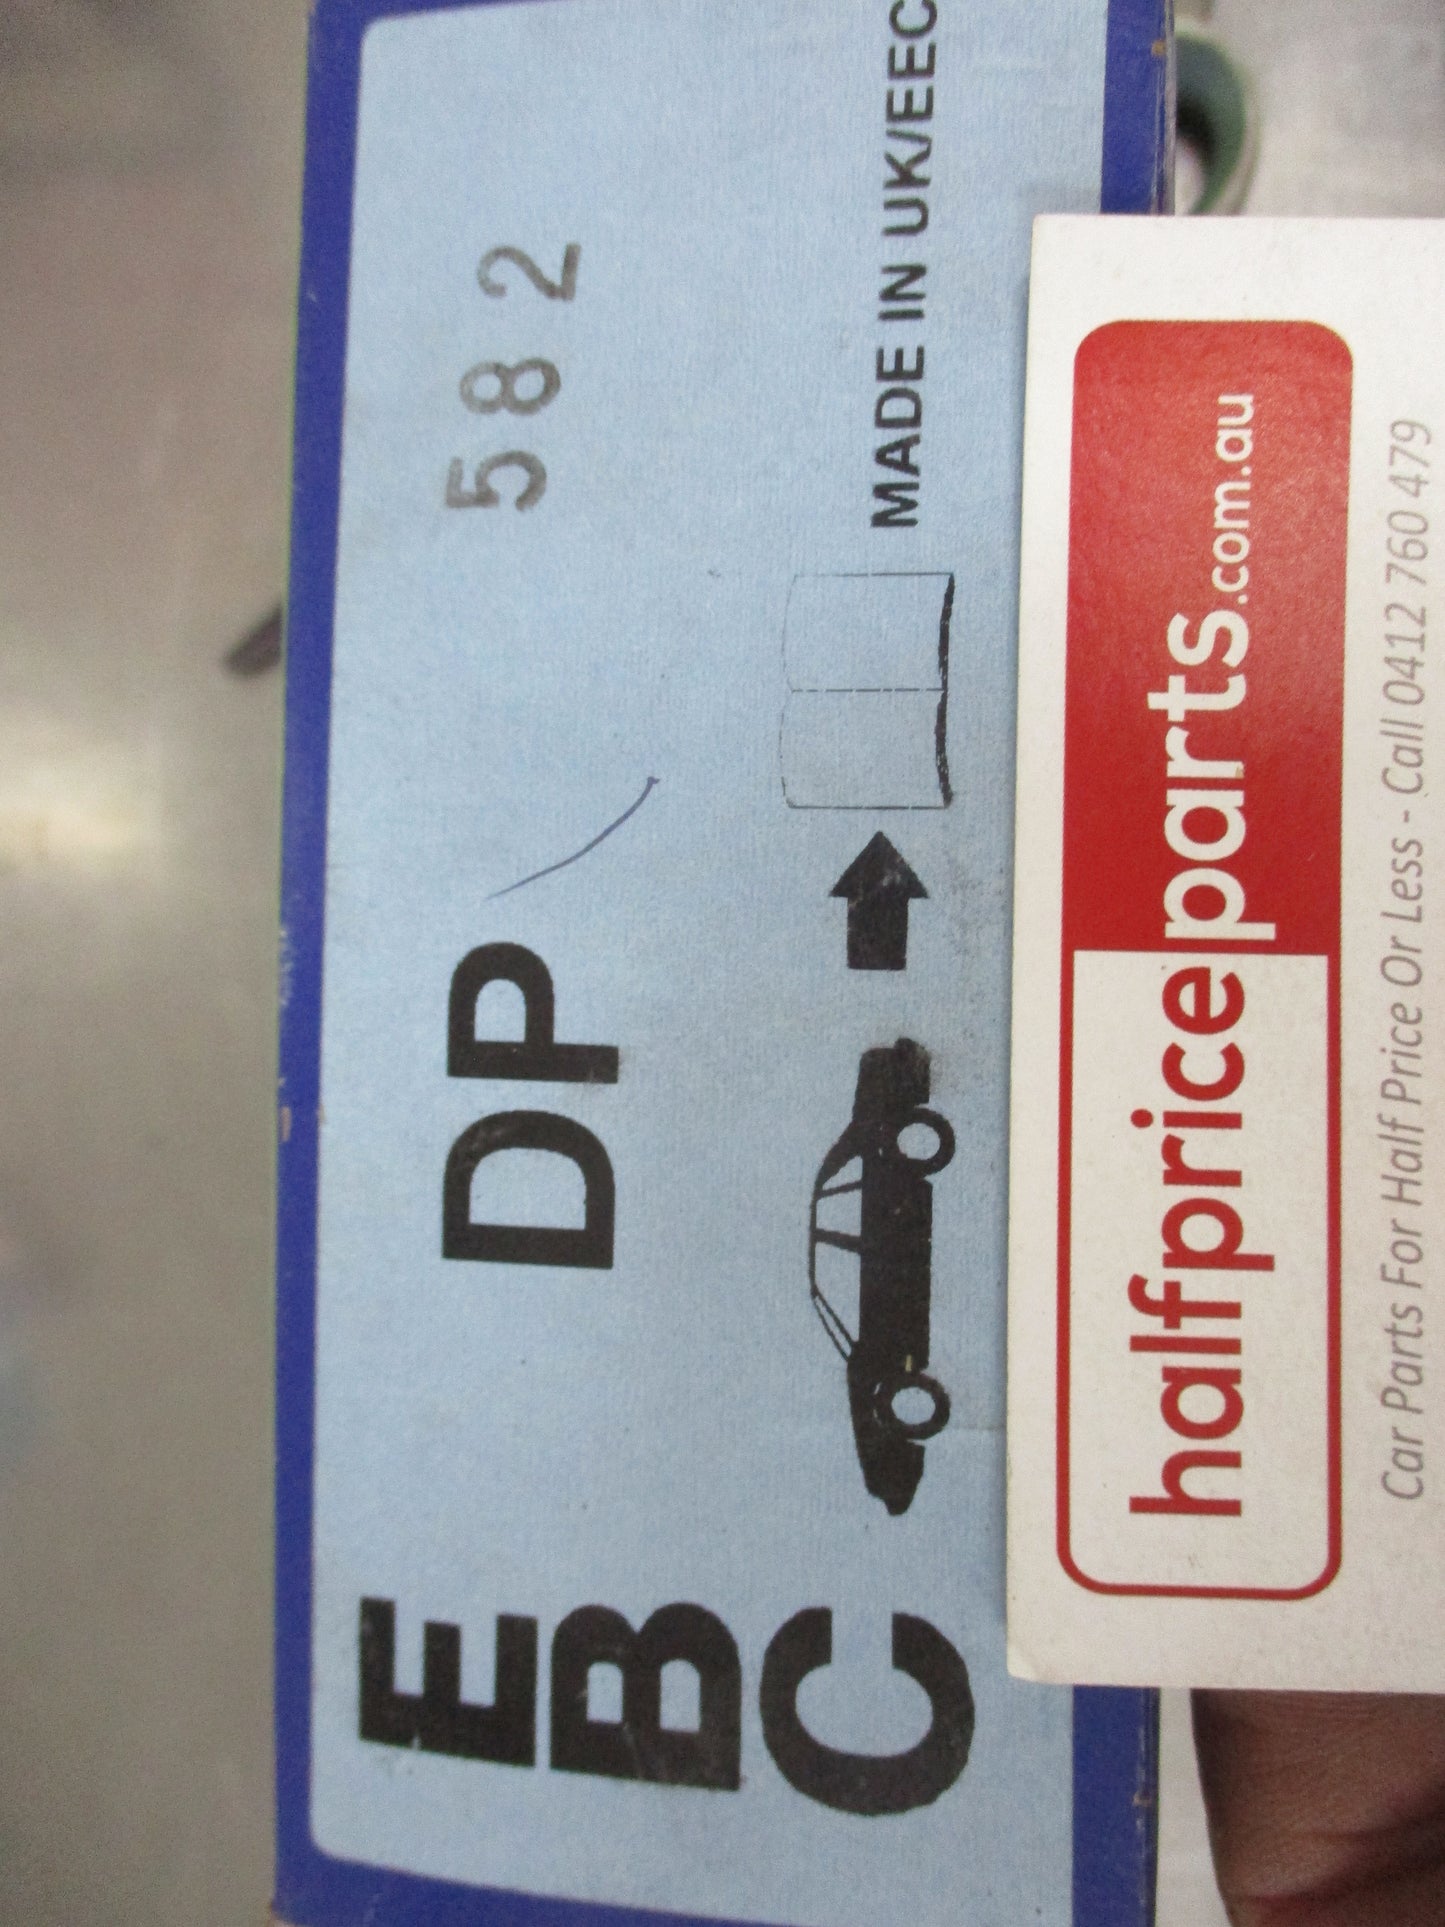 EBC
DP 582
MADE IN UK/EEC
halfpriceparts.com.au
Car Parts For Half Price Or Less - Call 0412 760 479